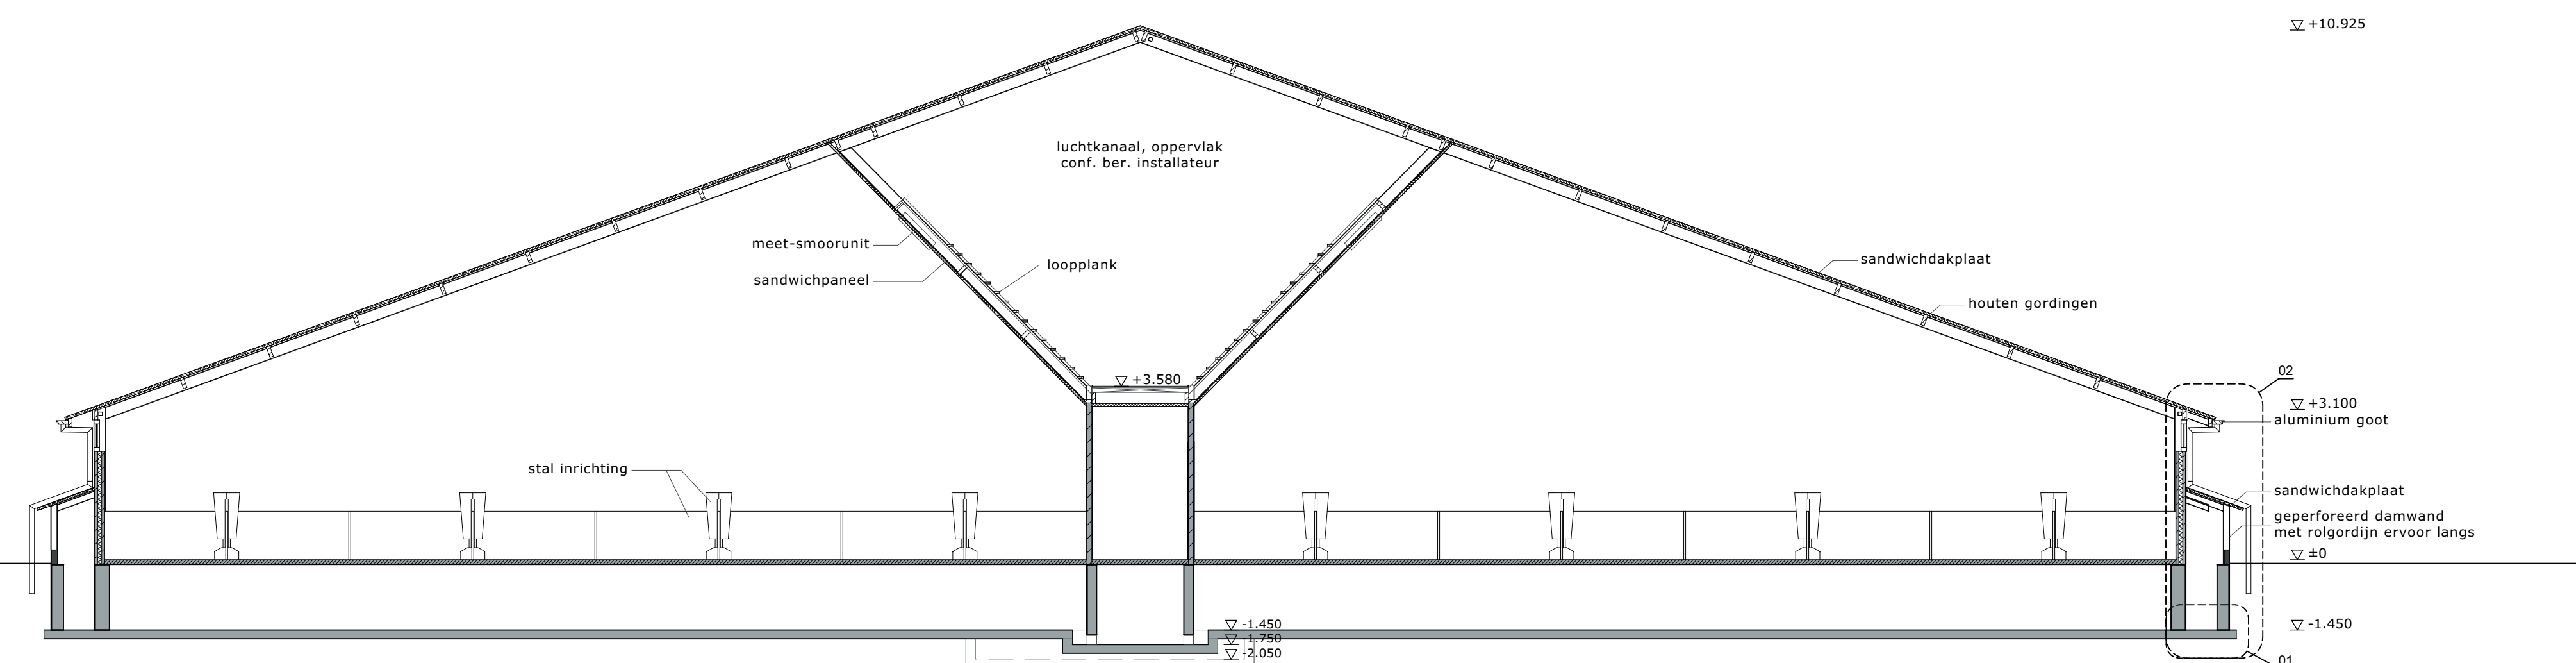 +10.925
luchtkanaal, oppervlak
conf. ber. installateur
meet-smoorunit
sandwichpaneel
loopplank
sandwichdakplaat
houten gordingen
02
+3.580
+3.100
aluminium goot
stal inrichting
sandwichdakplaat
geperforeerd damwand
met rolgordijn ervoor langs
±0
-1.450
-1.750
-2.050
-1.450
01